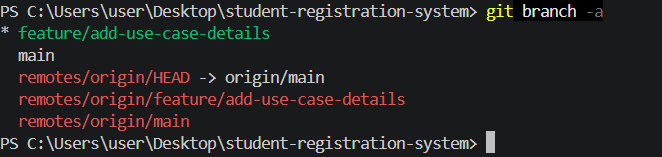 PS C:\Users\user\Desktop\student-registration-system> git branch -a
* feature/add-use-case-details
  main
  remotes/origin/HEAD -> origin/main
  remotes/origin/feature/add-use-case-details
  remotes/origin/main
PS C:\Users\user\Desktop\student-registration-system>